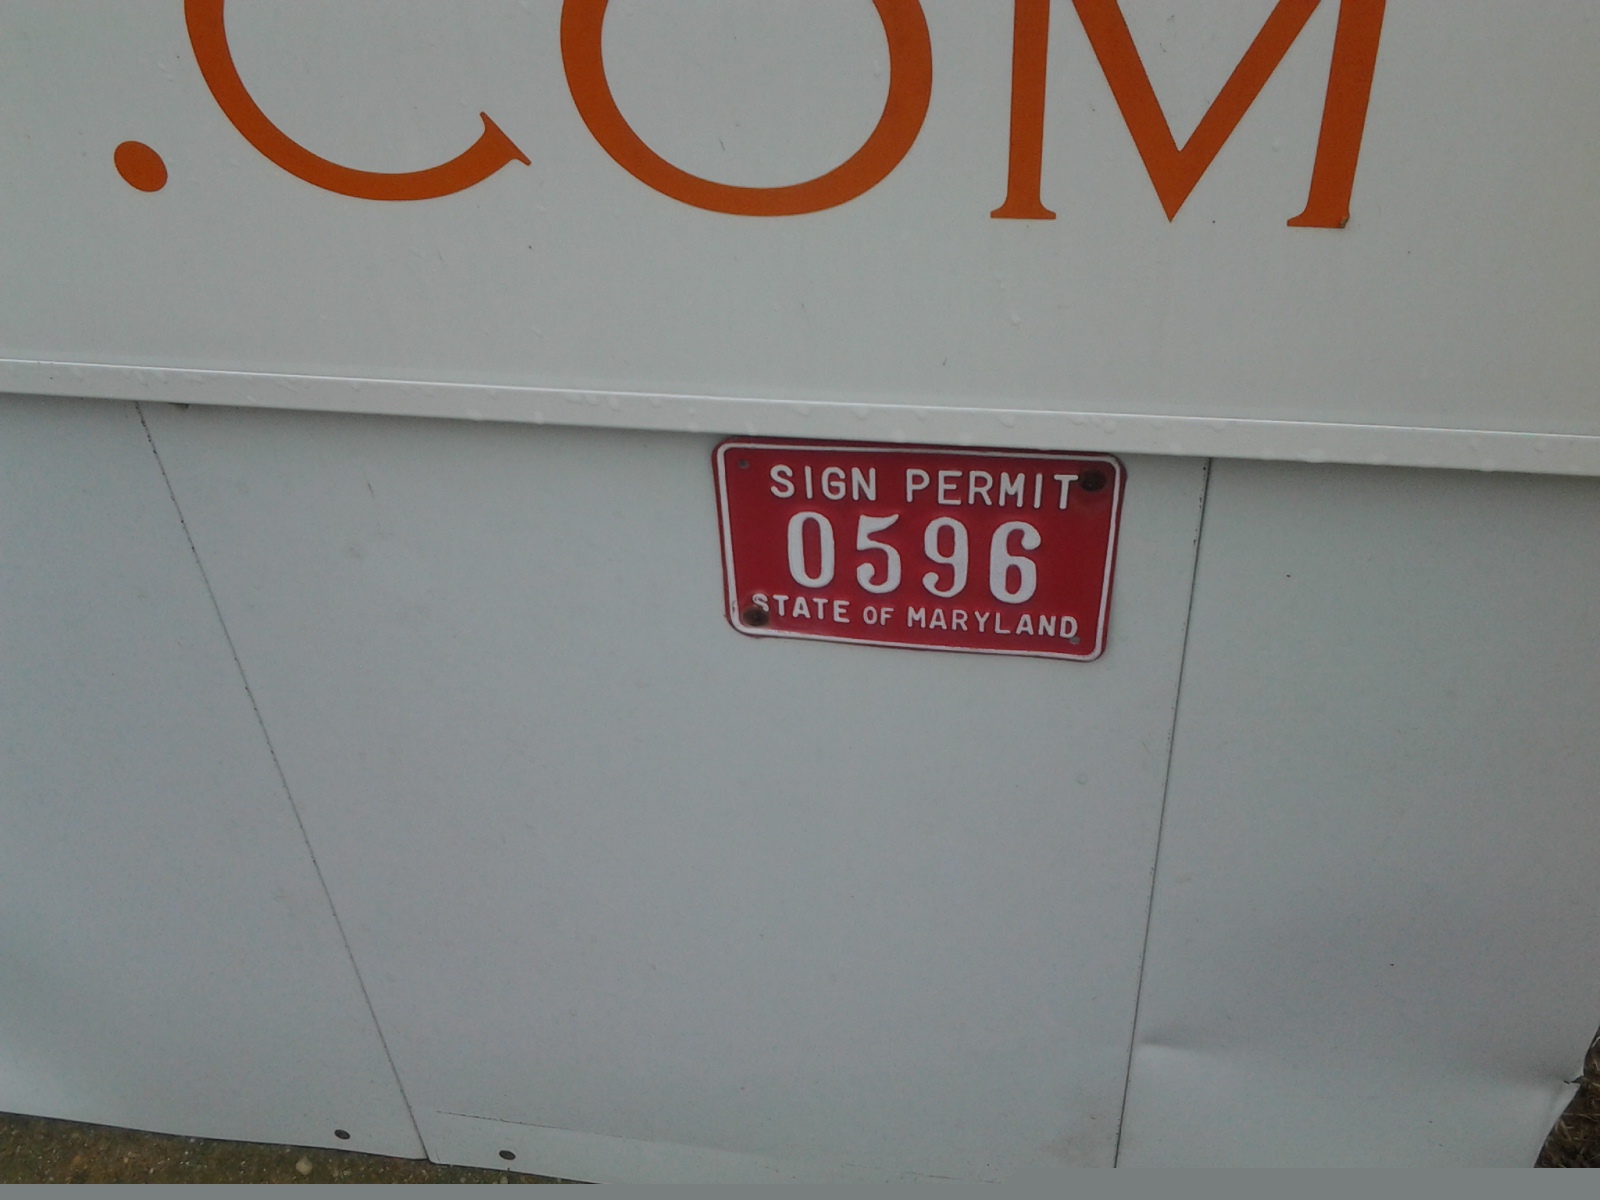 .COM
SIGN PERMIT
0596
STATE OF MARYLAND